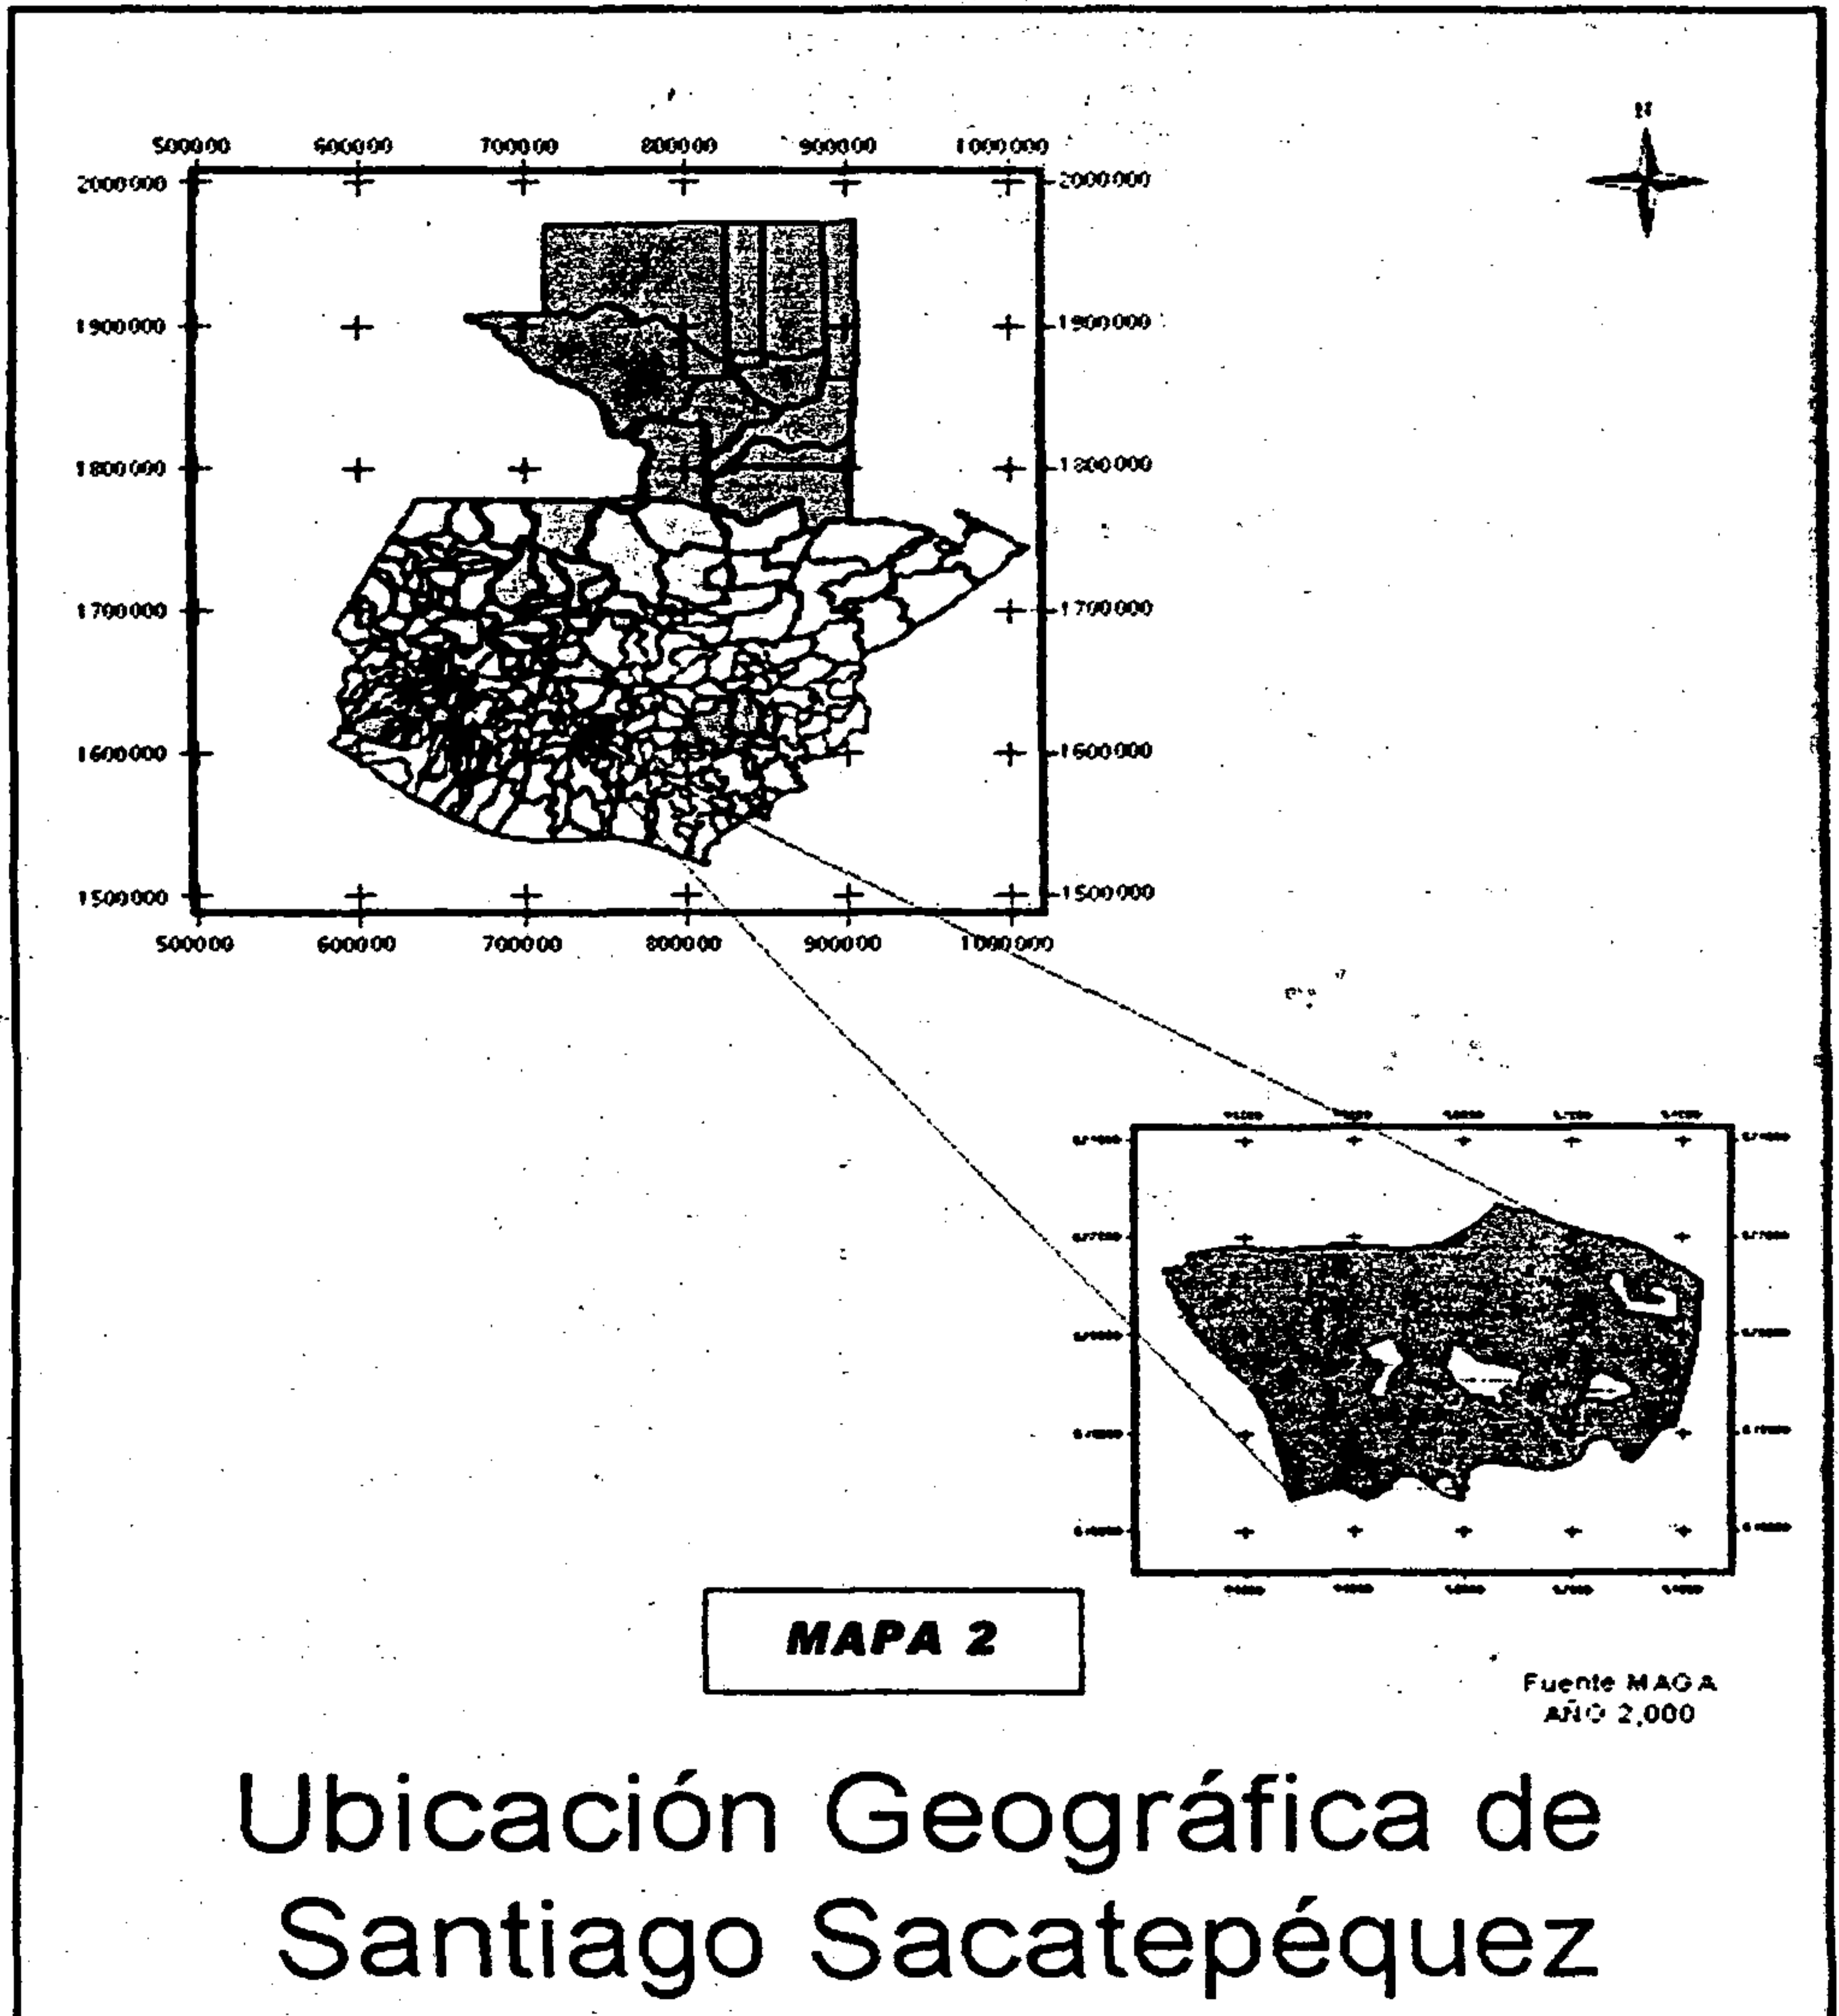 N
500000 600000 700000 800000 900000 1000000
2000000 2000000
1900000 1900000
1800000 1800000
1700000 1700000
1600000 1600000
1500000 1500000
500000 600000 700000 800000 900000 1000000
MAPA 2
Fuente MAGA
AÑO 2,000
Ubicación Geográfica de
Santiago Sacatepéquez